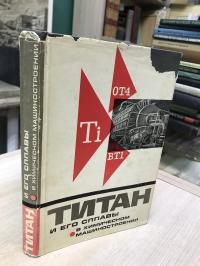 ОТ4
Ti
ВТ1
ТИТАН
И ЕГО СПЛАВЫ
В ХИМИЧЕСКОМ
МАШИНОСТРОЕНИИ
ТИТАН
И ЕГО СПЛАВЫ
В ХИМИЧЕСКОМ МАШИНОСТРОЕНИИ